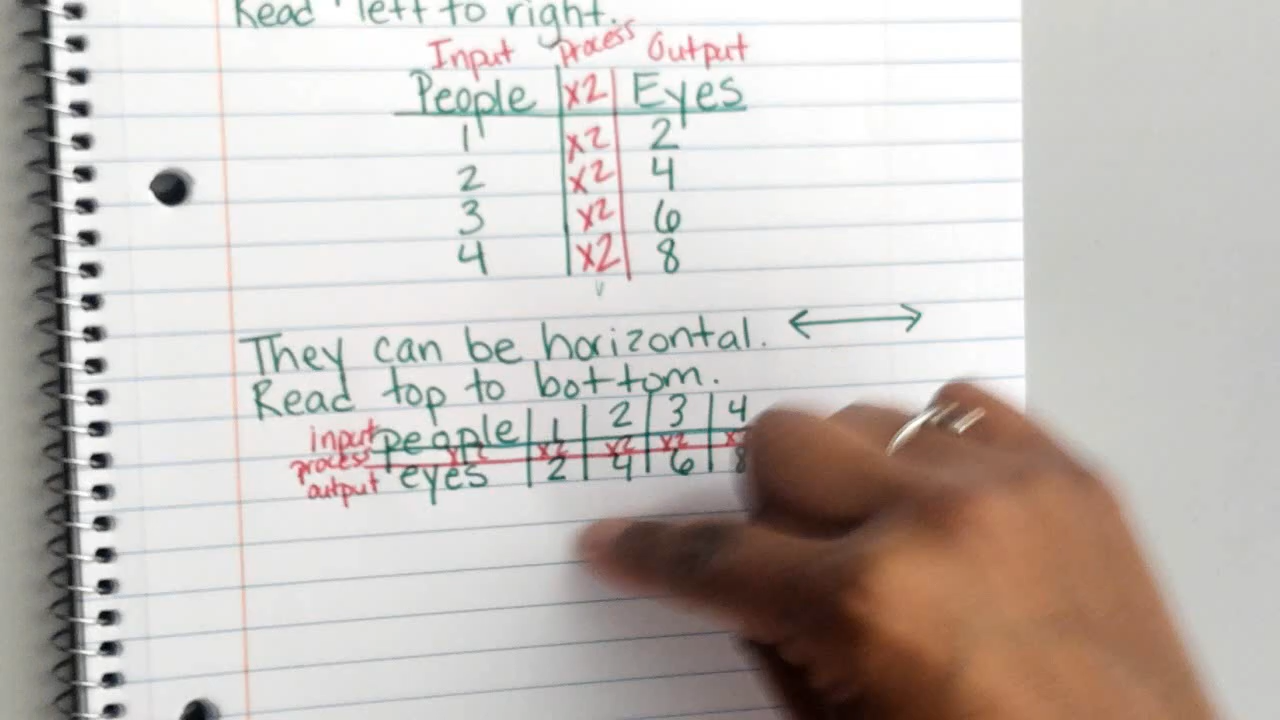 Read left to right.
Input Process Output
People x2 Eyes
1 x2 2
2 x2 4
3 x2 6
4 x2 8
They can be horizontal.
Read top to bottom.
input people 1 2 3 4
process x2 x2 x2 x2
output eyes 2 4 6 8